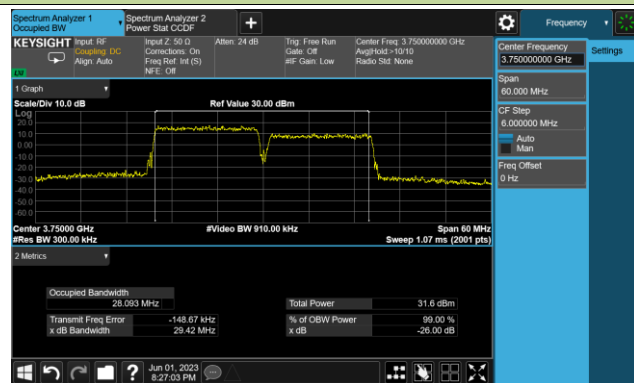 Spectrum Analyzer 1
Occupied BW
Spectrum Analyzer 2
Power Stat CCDF
Frequency
KEYSIGHT
Input: RF
Coupling: DC
Align: Auto
Input Z: 50 Ω
Corrections: On
Freq Ref: Int (S)
NFE: Off
Atten: 24 dB
Trig: Free Run
Gate: Off
#IF Gain: Low
Center Freq: 3.750000000 GHz
Avg|Hold:>10/10
Radio Std: None
Center Frequency
3.750000000 GHz
Settings
Span
60.000 MHz
CF Step
6.000000 MHz
Auto
Man
Freq Offset
0 Hz
1 Graph
Scale/Div 10.0 dB
Ref Value 30.00 dBm
Log
20.0
10.0
0.00
-10.0
-20.0
-30.0
-40.0
-50.0
-60.0
Center 3.75000 GHz
#Video BW 910.00 kHz
Span 60 MHz
#Res BW 300.00 kHz
Sweep 1.07 ms (2001 pts)
2 Metrics
Occupied Bandwidth
28.093 MHz
Total Power 31.6 dBm
Transmit Freq Error -148.67 kHz
% of OBW Power 99.00 %
x dB Bandwidth 29.42 MHz
x dB -26.00 dB
?
Jun 01, 2023
8:27:03 PM